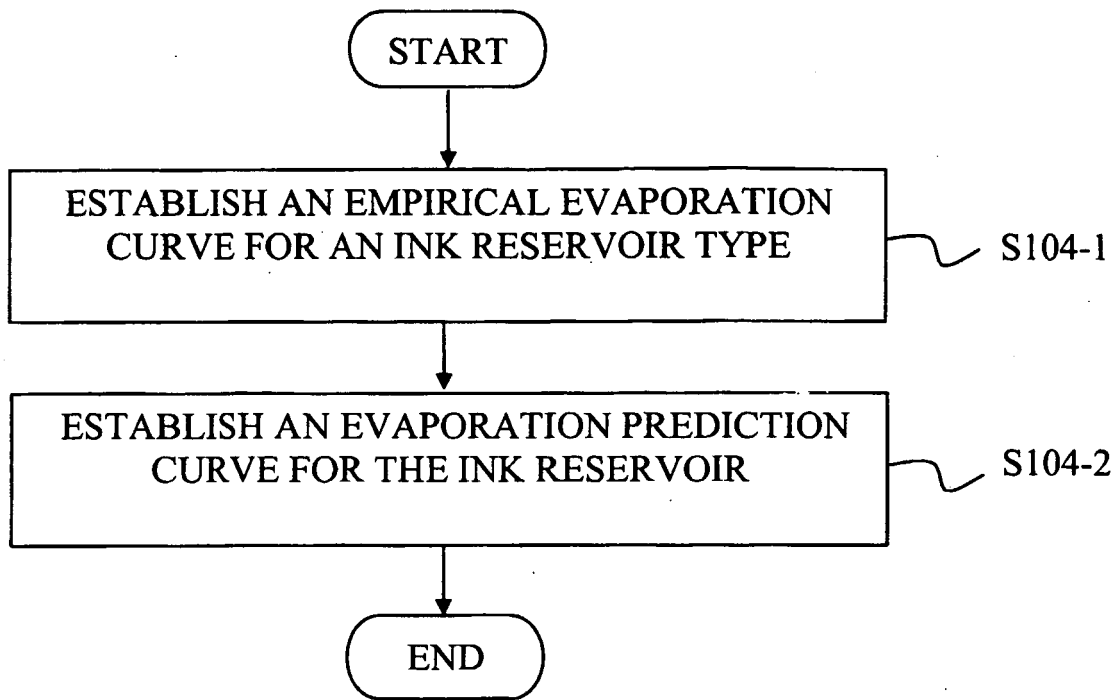 START
ESTABLISH AN EMPIRICAL EVAPORATION
CURVE FOR AN INK RESERVOIR TYPE
S104-1
ESTABLISH AN EVAPORATION PREDICTION
CURVE FOR THE INK RESERVOIR
S104-2
END